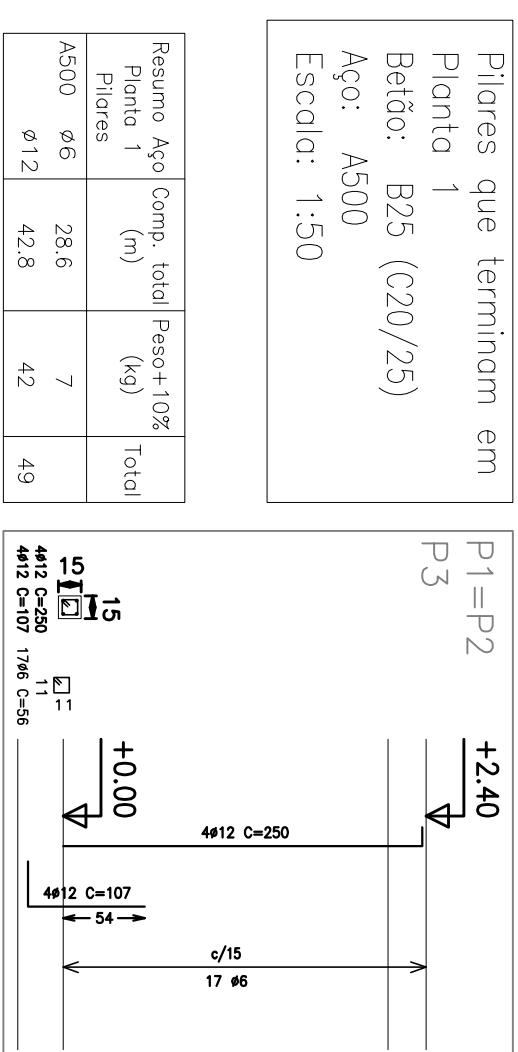 Pilares que terminam em
Planta 1
Betão: B25 (C20/25)
Aço: A500
Escala: 1:50
Resumo Aço
Planta 1
Pilares
Comp. total
(m)
Peso+10%
(kg)
Total
A500 Ø6 28.6 7
Ø12 42.8 42 49
P1=P2
P3
+2.40
+0.00
15
15
11
11
4ø12 C=250
4ø12 C=107 17ø6 C=56
4ø12 C=250
4ø12 C=107
54
c/15
17 ø6